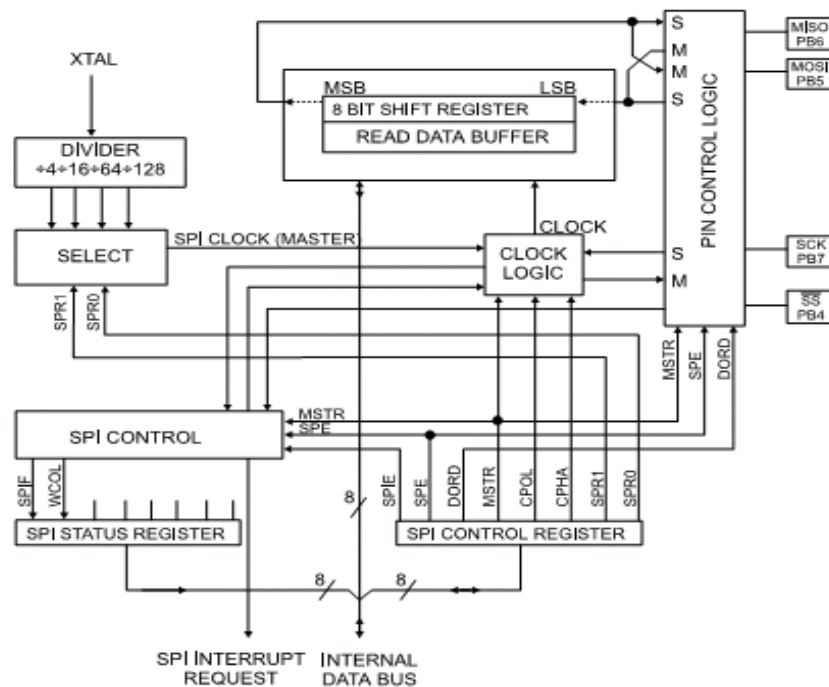 XTAL
DIVIDER
÷4÷16÷64÷128
SELECT
SPI CLOCK (MASTER)
SPR1
SPR0
MSB
LSB
8 BIT SHIFT REGISTER
READ DATA BUFFER
CLOCK
CLOCK
LOGIC
S
M
M
S
S
M
PIN CONTROL LOGIC
MISO
PB6
MOSI
PB5
SCK
PB7
SS
PB4
MSTR
SPE
DORD
MSTR
SPE
SPI CONTROL
SPIF
WCOL
SPIE
SPE
DORD
MSTR
CPOL
CPHA
SPR1
SPR0
SPI STATUS REGISTER
SPI CONTROL REGISTER
8
8
8
SPI INTERRUPT
REQUEST
INTERNAL
DATA BUS